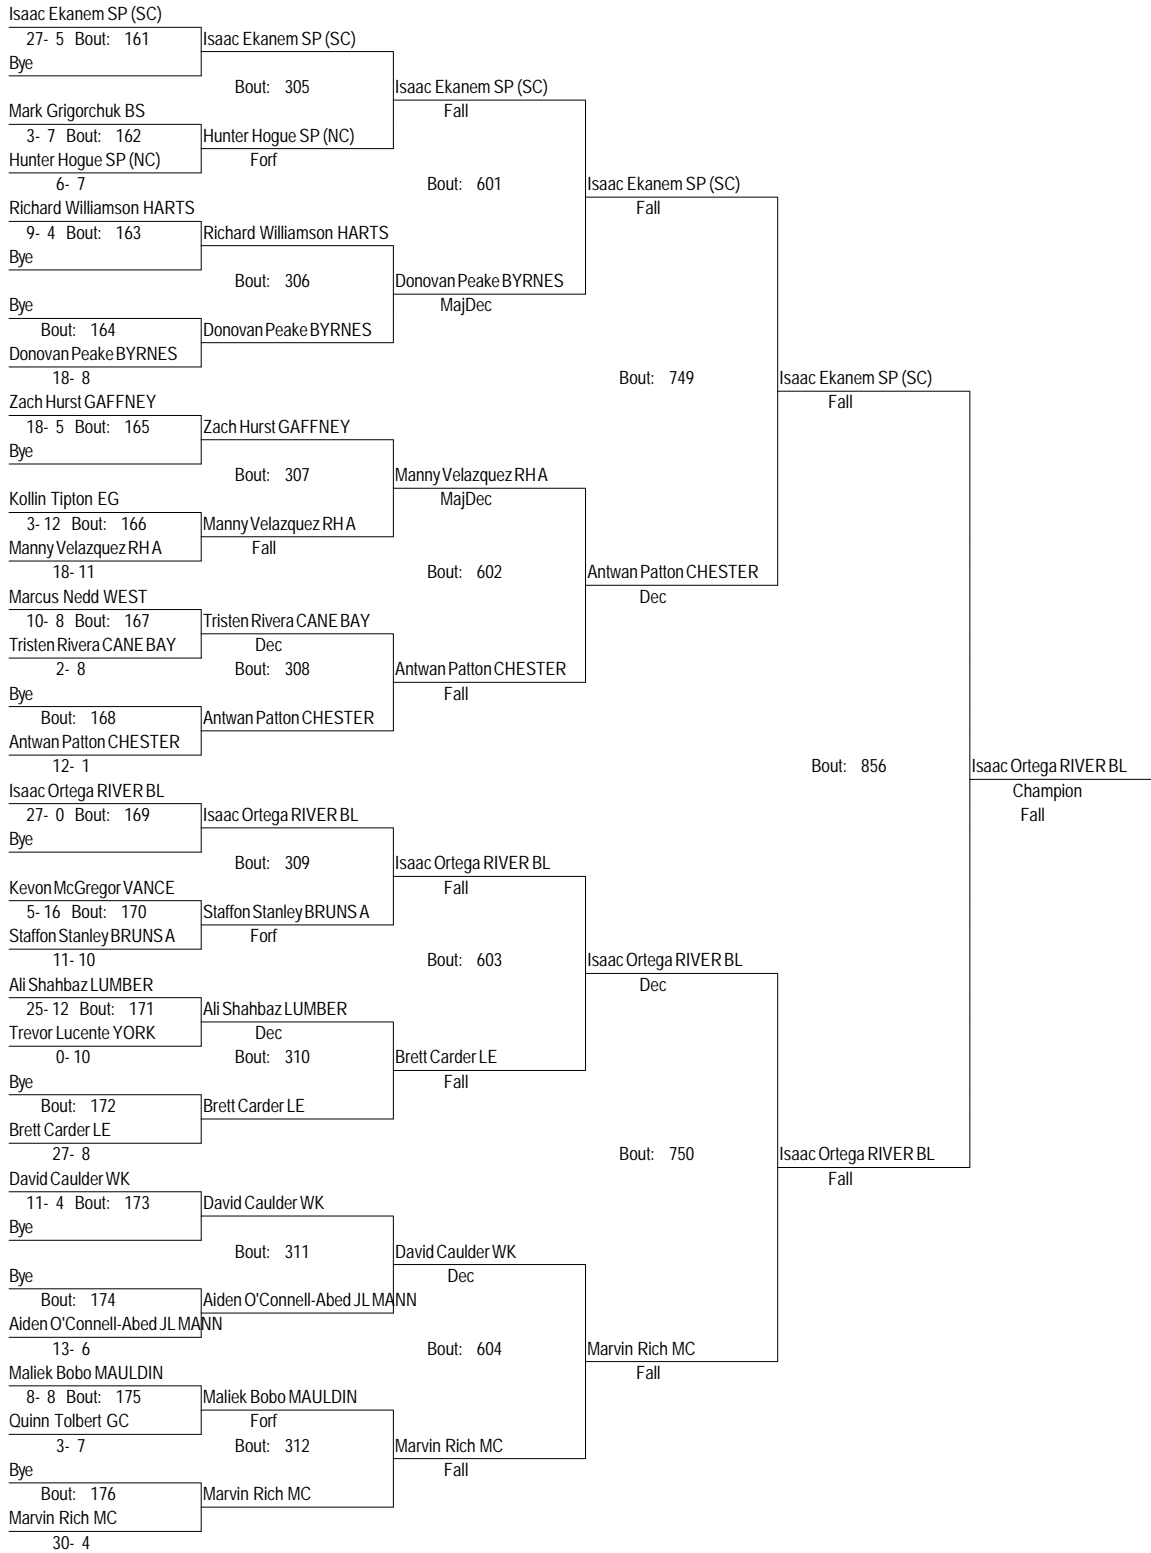 Isaac Ekanem SP (SC)
27- 5 Bout: 161 Isaac Ekanem SP (SC)
Bye
Bout: 305 Isaac Ekanem SP (SC)
Mark Grigorchuk BS Fall
3- 7 Bout: 162 Hunter Hogue SP (NC)
Hunter Hogue SP (NC) Forf
6- 7 Bout: 601 Isaac Ekanem SP (SC)
Richard Williamson HARTS Fall
9- 4 Bout: 163 Richard Williamson HARTS
Bye
Bout: 306 Donovan Peake BYRNES
Bye MajDec
Bout: 164 Donovan Peake BYRNES
Donovan Peake BYRNES
18- 8 Bout: 749 Isaac Ekanem SP (SC)
Zach Hurst GAFFNEY Fall
18- 5 Bout: 165 Zach Hurst GAFFNEY
Bye
Bout: 307 Manny Velazquez RH A
Kollin Tipton EG MajDec
3- 12 Bout: 166 Manny Velazquez RH A
Manny Velazquez RH A Fall
18- 11 Bout: 602 Antwan Patton CHESTER
Marcus Nedd WEST Dec
10- 8 Bout: 167 Tristen Rivera CANE BAY
Tristen Rivera CANE BAY Dec
2- 8 Bout: 308 Antwan Patton CHESTER
Bye Fall
Bout: 168 Antwan Patton CHESTER
Antwan Patton CHESTER
12- 1 Bout: 856 Isaac Ortega RIVER BL
Isaac Ortega RIVER BL Champion
27- 0 Bout: 169 Isaac Ortega RIVER BL Fall
Bye
Bout: 309 Isaac Ortega RIVER BL
Kevon McGregor VANCE Fall
5- 16 Bout: 170 Staffon Stanley BRUNS A
Staffon Stanley BRUNS A Forf
11- 10 Bout: 603 Isaac Ortega RIVER BL
Ali Shahbaz LUMBER Dec
25- 12 Bout: 171 Ali Shahbaz LUMBER
Trevor Lucente YORK Dec
0- 10 Bout: 310 Brett Carder LE
Bye Fall
Bout: 172 Brett Carder LE
Brett Carder LE
27- 8 Bout: 750 Isaac Ortega RIVER BL
David Caulder WK Fall
11- 4 Bout: 173 David Caulder WK
Bye
Bout: 311 David Caulder WK
Bye Dec
Bout: 174 Aiden O'Connell-Abed JL MANN
Aiden O'Connell-Abed JL MANN
13- 6 Bout: 604 Marvin Rich MC
Maliek Bobo MAULDIN Fall
8- 8 Bout: 175 Maliek Bobo MAULDIN
Quinn Tolbert GC Forf
3- 7 Bout: 312 Marvin Rich MC
Bye Fall
Bout: 176 Marvin Rich MC
Marvin Rich MC
30- 4